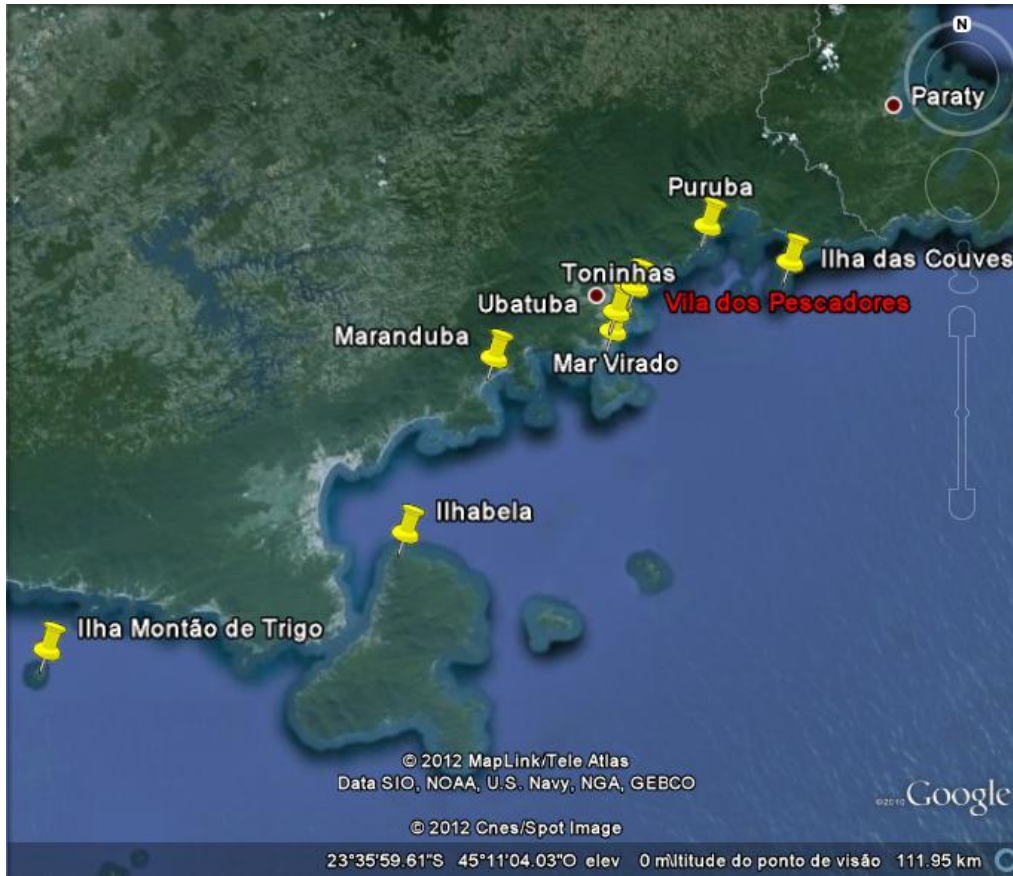 N
Paraty
Puruba
Ilha das Couves
Toninhas
Ubatuba
Vila dos Pescadores
Maranduba
Mar Virado
Ilhabela
Ilha Montão de Trigo
© 2012 MapLink/Tele Atlas
Data SIO, NOAA, U.S. Navy, NGA, GEBCO
©2010 Google
© 2012 Cnes/Spot Image
23°35'59.61"S 45°11'04.03"O elev 0 m ltitude do ponto de visão 111.95 km